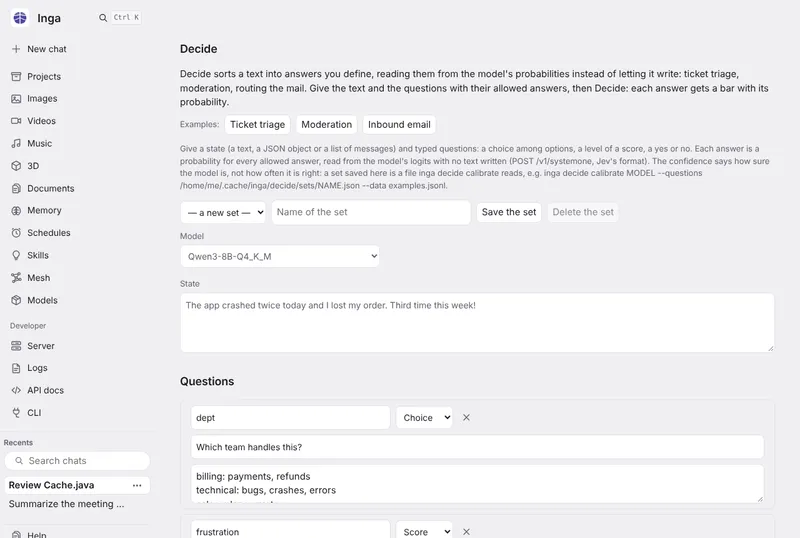 Inga
Ctrl K
New chat
Projects
Images
Videos
Music
3D
Documents
Memory
Schedules
Skills
Mesh
Models
Developer
Server
Logs
API docs
CLI
Recents
Search chats
Review Cache.java
Summarize the meeting ...
Help
Decide
Decide sorts a text into answers you define, reading them from the model's probabilities instead of letting it write: ticket triage,
moderation, routing the mail. Give the text and the questions with their allowed answers, then Decide: each answer gets a bar with its
probability.
Examples: Ticket triage Moderation Inbound email
Give a state (a text, a JSON object or a list of messages) and typed questions: a choice among options, a level of a score, a yes or no. Each answer is a
probability for every allowed answer, read from the model's logits with no text written (POST /v1/systemone, Jev's format). The confidence says how sure
the model is, not how often it is right: a set saved here is a file inga decide calibrate reads, e.g. inga decide calibrate MODEL --questions
/home/me/.cache/inga/decide/sets/NAME.json --data examples.jsonl.
— a new set — Name of the set Save the set Delete the set
Model
Qwen3-8B-Q4_K_M
State
The app crashed twice today and I lost my order. Third time this week!
Questions
dept Choice
Which team handles this?
billing: payments, refunds
technical: bugs, crashes, errors
frustration Score